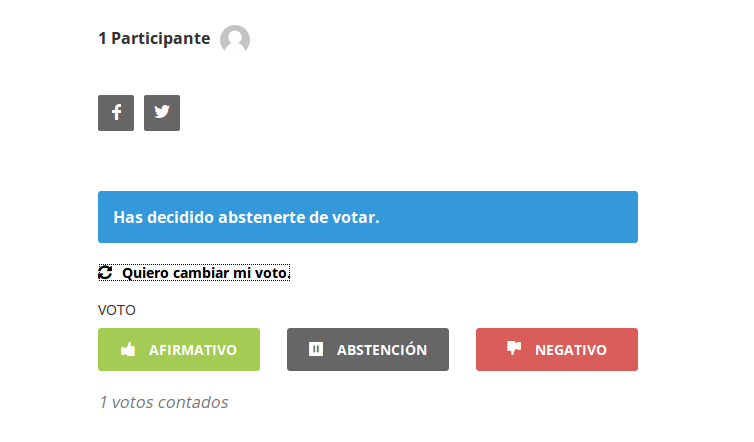 1 Participante
Has decidido abstenerte de votar.
Quiero cambiar mi voto.
VOTO
AFIRMATIVO
ABSTENCIÓN
NEGATIVO
1 votos contados